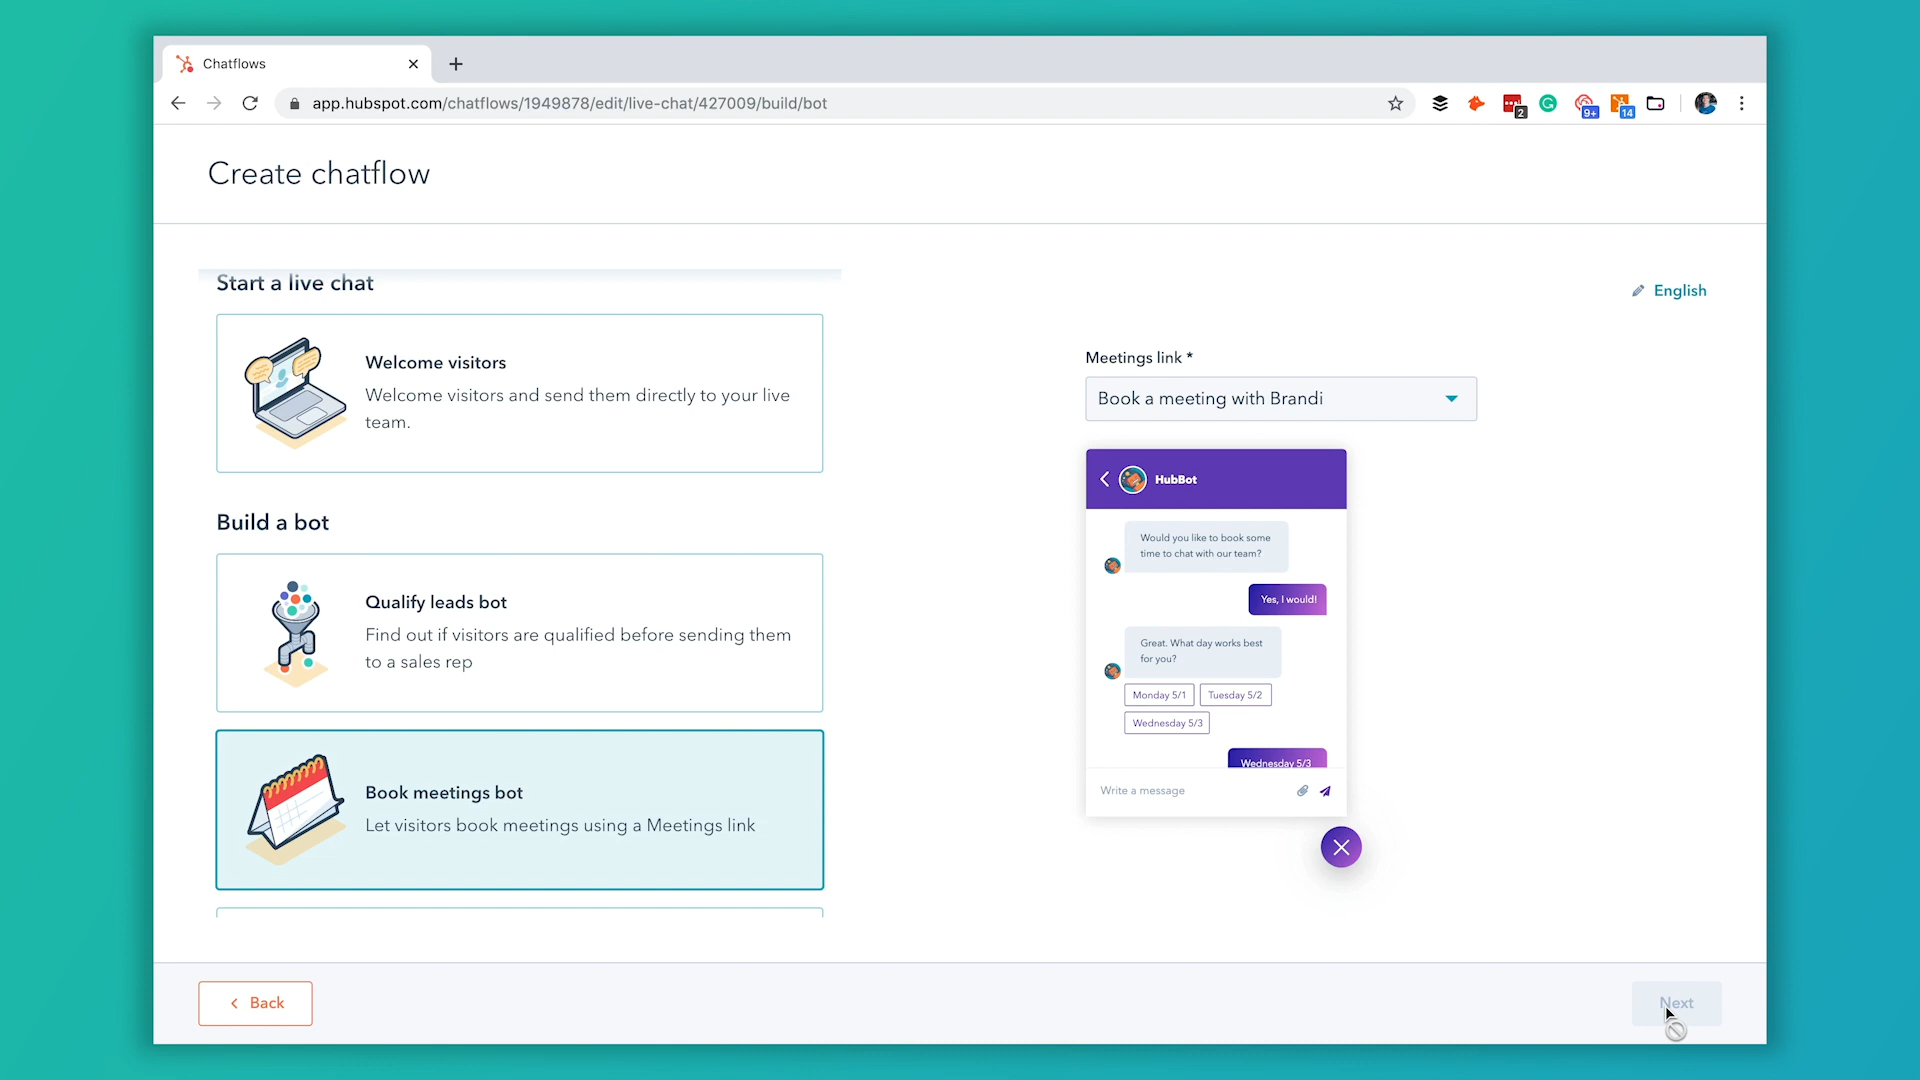 Chatflows
app.hubspot.com/chatflows/1949878/edit/live-chat/427009/build/bot
2
9+
14
Create chatflow
Start a live chat
Welcome visitors
Welcome visitors and send them directly to your live
team.
Build a bot
Qualify leads bot
Find out if visitors are qualified before sending them
to a sales rep
Book meetings bot
Let visitors book meetings using a Meetings link
English
Meetings link *
Book a meeting with Brandi
HubBot
Would you like to book some
time to chat with our team?
Yes, I would!
Great. What day works best
for you?
Monday 5/1
Tuesday 5/2
Wednesday 5/3
Wednesday 5/3
Write a message
Back
Next